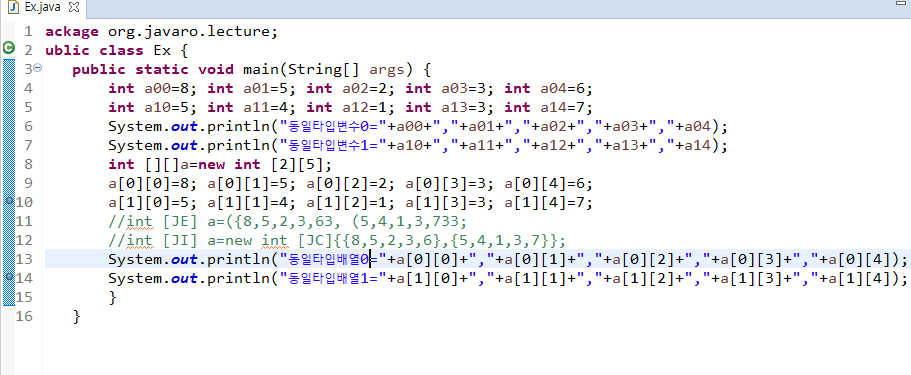 Ex.java
1 ackage org.javaro.lecture;
2 ublic class Ex {
3 public static void main(String[] args) {
4 int a00=8; int a01=5; int a02=2; int a03=3; int a04=6;
5 int a10=5; int a11=4; int a12=1; int a13=3; int a14=7;
6 System.out.println("동일타입변수0="+a00+","+a01+","+a02+","+a03+","+a04);
7 System.out.println("동일타입변수1="+a10+","+a11+","+a12+","+a13+","+a14);
8 int [][]a=new int [2][5];
9 a[0][0]=8; a[0][1]=5; a[0][2]=2; a[0][3]=3; a[0][4]=6;
10 a[1][0]=5; a[1][1]=4; a[1][2]=1; a[1][3]=3; a[1][4]=7;
11 //int [JE] a=({8,5,2,3,63, (5,4,1,3,733;
12 //int [JI] a=new int [JC]{{8,5,2,3,6},{5,4,1,3,7}};
13 System.out.println("동일타입배열0="+a[0][0]+","+a[0][1]+","+a[0][2]+","+a[0][3]+","+a[0][4]);
14 System.out.println("동일타입배열1="+a[1][0]+","+a[1][1]+","+a[1][2]+","+a[1][3]+","+a[1][4]);
15 }
16 }